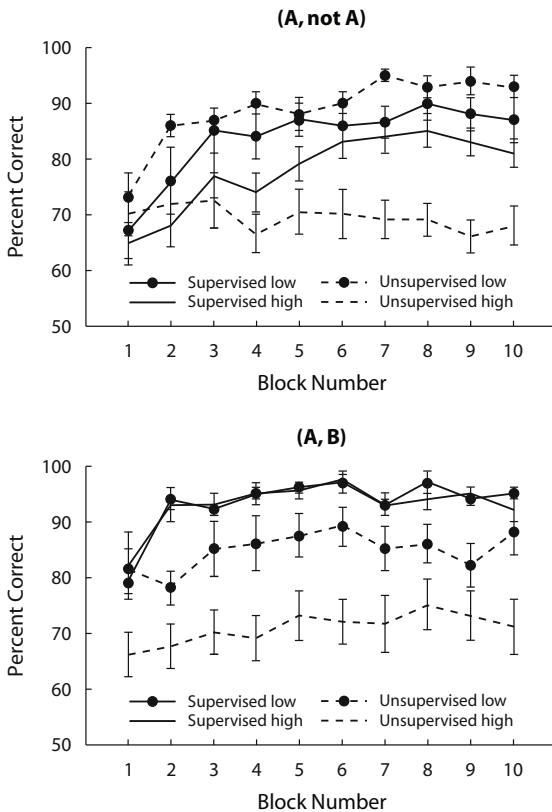 (A, not A)
100
90
80
70
60
50
Percent Correct
Supervised low Unsupervised low
Supervised high Unsupervised high
1 2 3 4 5 6 7 8 9 10
Block Number
(A, B)
100
90
80
70
60
50
Percent Correct
Supervised low Unsupervised low
Supervised high Unsupervised high
1 2 3 4 5 6 7 8 9 10
Block Number